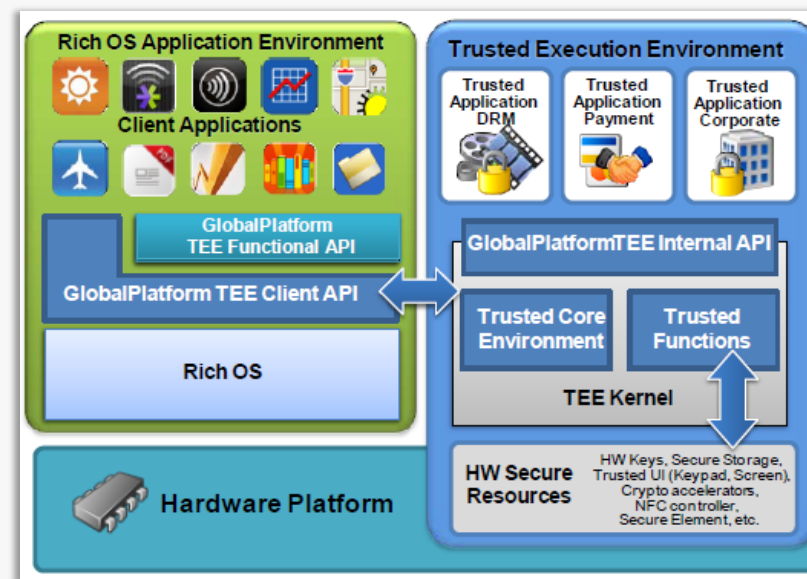 Rich OS Application Environment
Client Applications
PDF
GlobalPlatform
TEE Functional API
GlobalPlatform TEE Client API
Rich OS
Trusted Execution Environment
Trusted
Application
DRM
Trusted
Application
Payment
Trusted
Application
Corporate
GlobalPlatformTEE Internal API
Trusted Core
Environment
Trusted
Functions
TEE Kernel
HW Secure
Resources
HW Keys, Secure Storage,
Trusted UI (Keypad, Screen),
Crypto accelerators,
NFC controller,
Secure Element, etc.
Hardware Platform